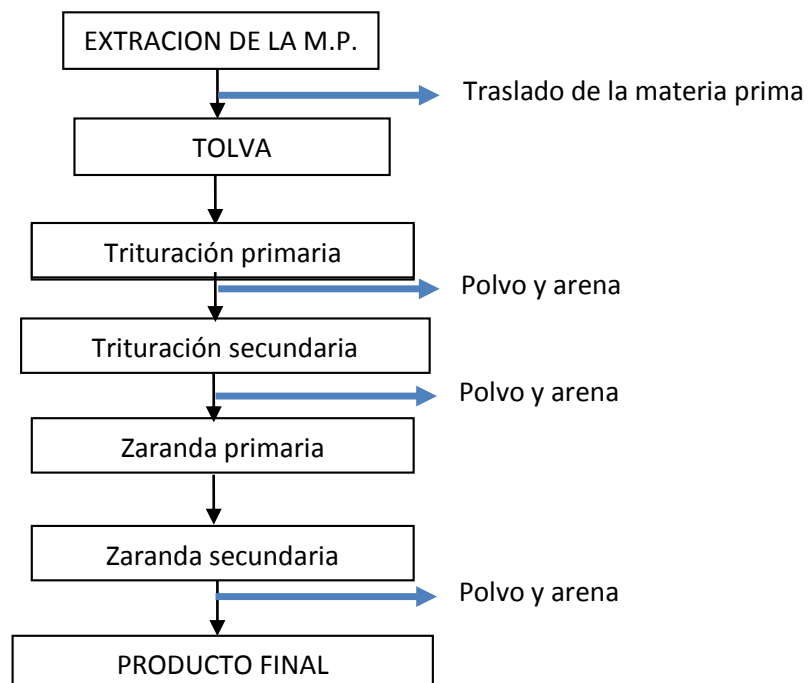 EXTRACION DE LA M.P.
Traslado de la materia prima
TOLVA
Trituración primaria
Polvo y arena
Trituración secundaria
Polvo y arena
Zaranda primaria
Zaranda secundaria
Polvo y arena
PRODUCTO FINAL